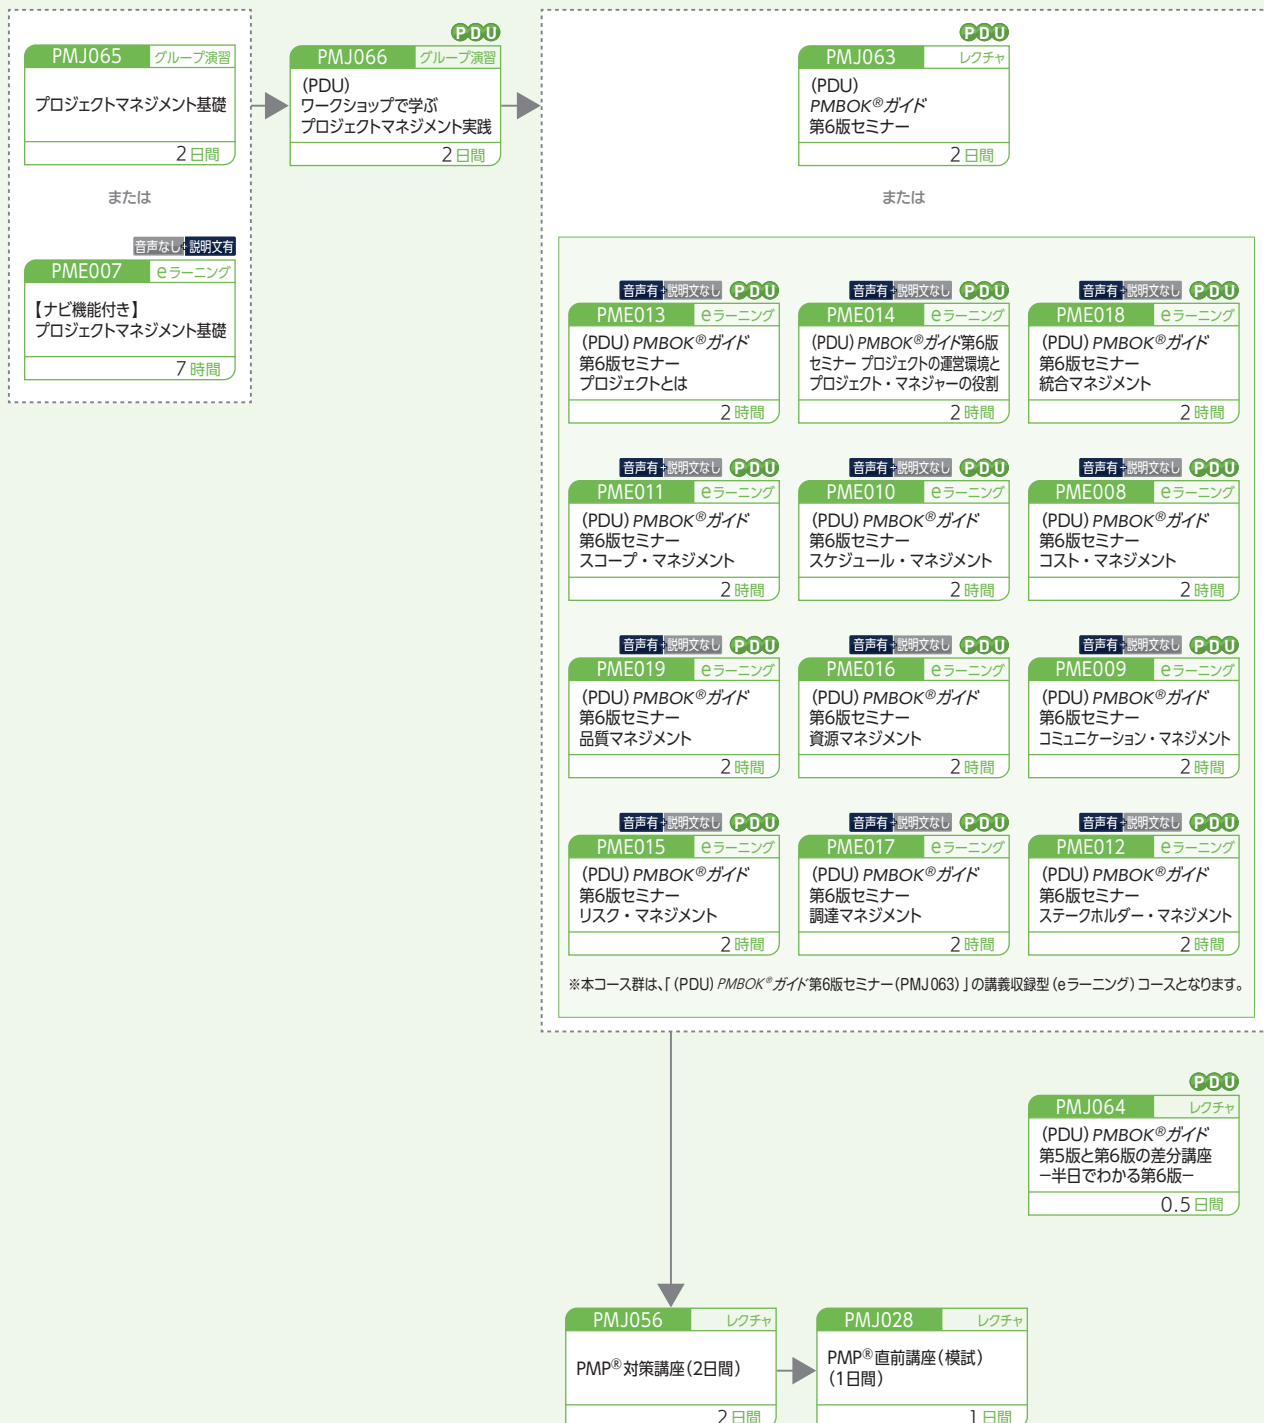 PMJ065 グループ演習
プロジェクトマネジメント基礎
2日間
または
音声なし+説明文有
PME007 eラーニング
【ナビ機能付き】
プロジェクトマネジメント基礎
7時間
PDU
PMJ066 グループ演習
(PDU)
ワークショップで学ぶ
プロジェクトマネジメント実践
2日間
PDU
PMJ063 レクチャ
(PDU)
PMBOK®ガイド
第6版セミナー
2日間
または
音声有+説明文なし PDU
PME013 eラーニング
(PDU) PMBOK®ガイド
第6版セミナー
プロジェクトとは
2時間
音声有+説明文なし PDU
PME014 eラーニング
(PDU) PMBOK®ガイド第6版
セミナー プロジェクトの運営環境と
プロジェクト・マネジャーの役割
2時間
音声有+説明文なし PDU
PME018 eラーニング
(PDU) PMBOK®ガイド
第6版セミナー
統合マネジメント
2時間
音声有+説明文なし PDU
PME011 eラーニング
(PDU) PMBOK®ガイド
第6版セミナー
スコープ・マネジメント
2時間
音声有+説明文なし PDU
PME010 eラーニング
(PDU) PMBOK®ガイド
第6版セミナー
スケジュール・マネジメント
2時間
音声有+説明文なし PDU
PME008 eラーニング
(PDU) PMBOK®ガイド
第6版セミナー
コスト・マネジメント
2時間
音声有+説明文なし PDU
PME019 eラーニング
(PDU) PMBOK®ガイド
第6版セミナー
品質マネジメント
2時間
音声有+説明文なし PDU
PME016 eラーニング
(PDU) PMBOK®ガイド
第6版セミナー
資源マネジメント
2時間
音声有+説明文なし PDU
PME009 eラーニング
(PDU) PMBOK®ガイド
第6版セミナー
コミュニケーション・マネジメント
2時間
音声有+説明文なし PDU
PME015 eラーニング
(PDU) PMBOK®ガイド
第6版セミナー
リスク・マネジメント
2時間
音声有+説明文なし PDU
PME017 eラーニング
(PDU) PMBOK®ガイド
第6版セミナー
調達マネジメント
2時間
音声有+説明文なし PDU
PME012 eラーニング
(PDU) PMBOK®ガイド
第6版セミナー
ステークホルダー・マネジメント
2時間
※本コース群は、「(PDU) PMBOK®ガイド第6版セミナー(PMJ063)」の講義収録型(eラーニング)コースとなります。
PDU
PMJ064 レクチャ
(PDU) PMBOK®ガイド
第5版と第6版の差分講座
−半日でわかる第6版−
0.5日間
PMJ056 レクチャ
PMP®対策講座(2日間)
2日間
PMJ028 レクチャ
PMP®直前講座(模試)
(1日間)
1日間